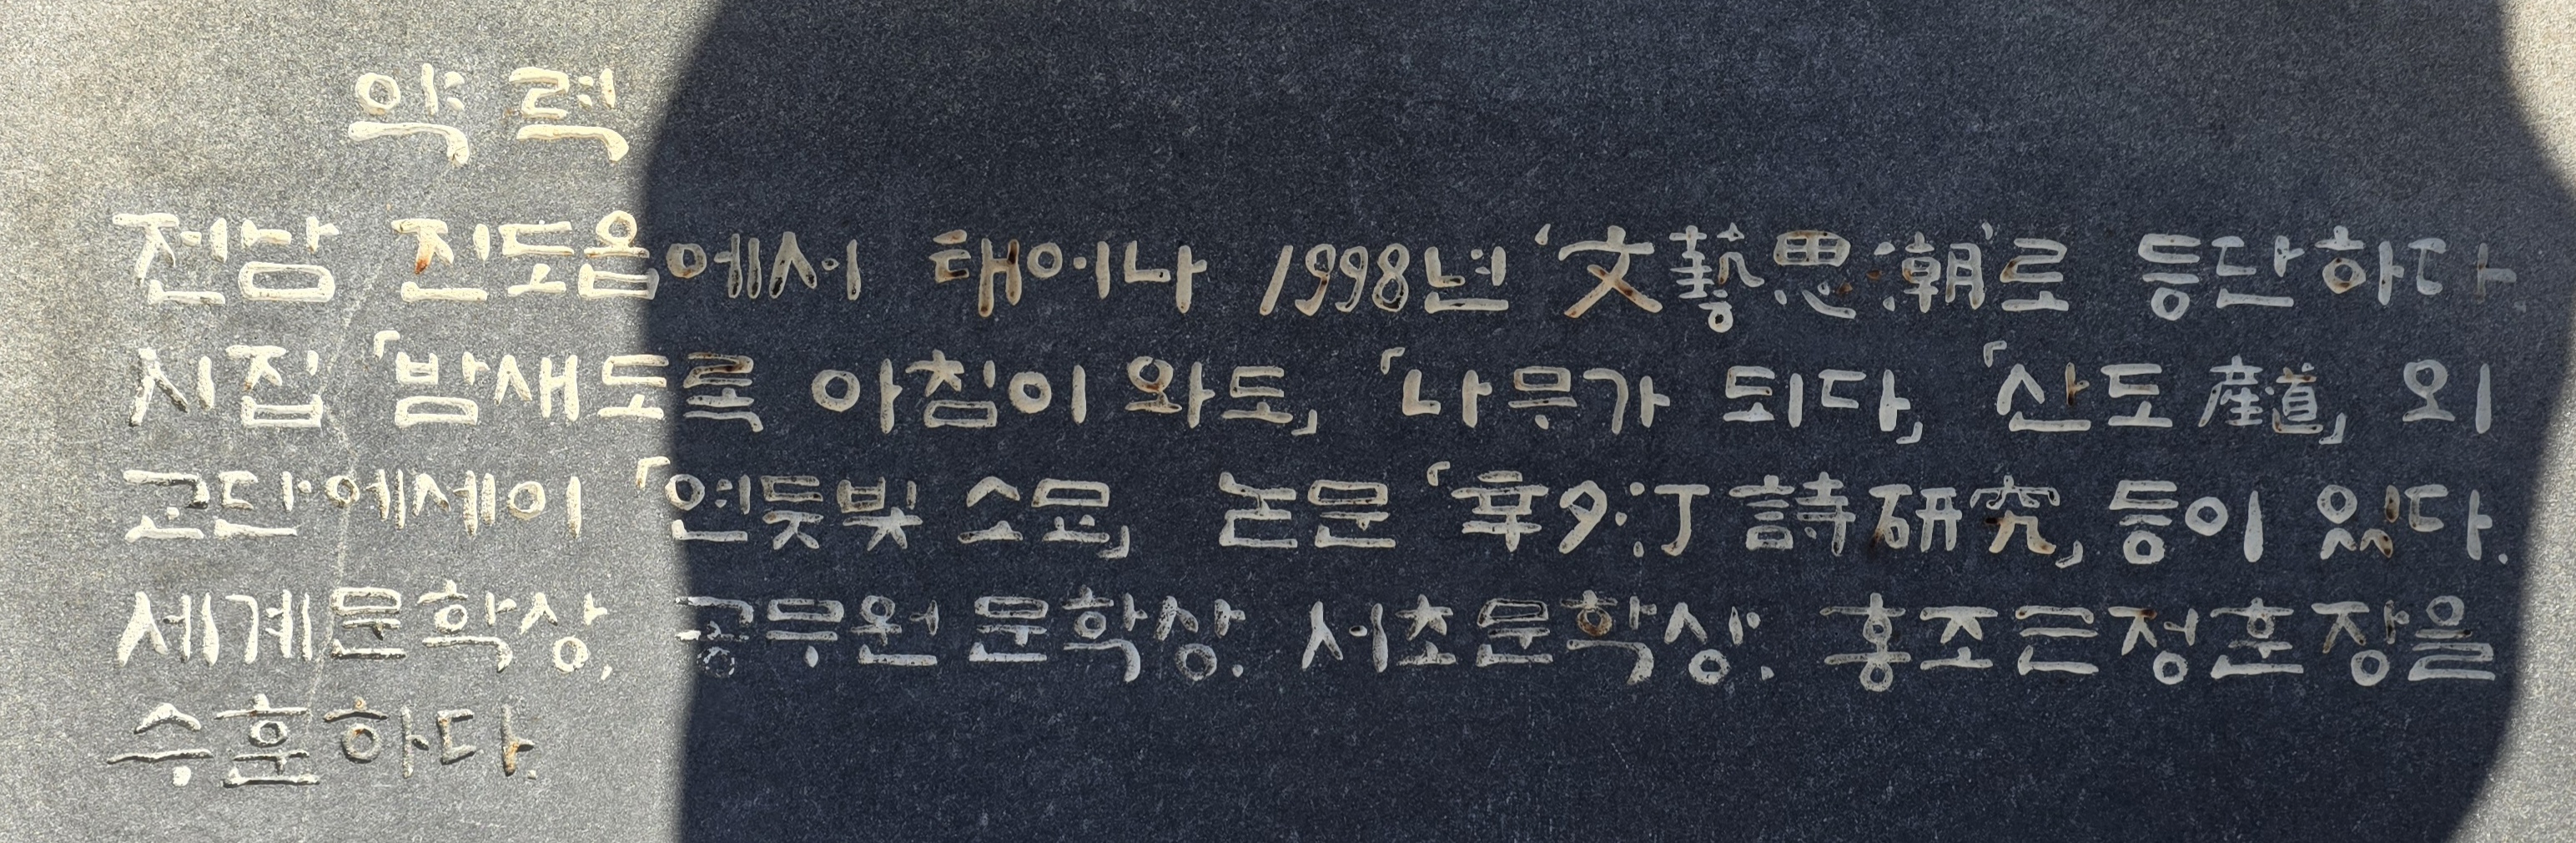 약력
전남 진도읍에서 태어나 1998년 ‘文藝思潮’로 등단하다.
시집 「밤새도록 아침이 와도」 「나무가 되다」 「산도産道」 외
교단에세이 「연둣빛 소묘」 논문 「辛夕汀 詩研究」 등이 있다.
세계문학상, 공무원 문학상. 서초문학상. 홍조근정훈장을
수훈하다.